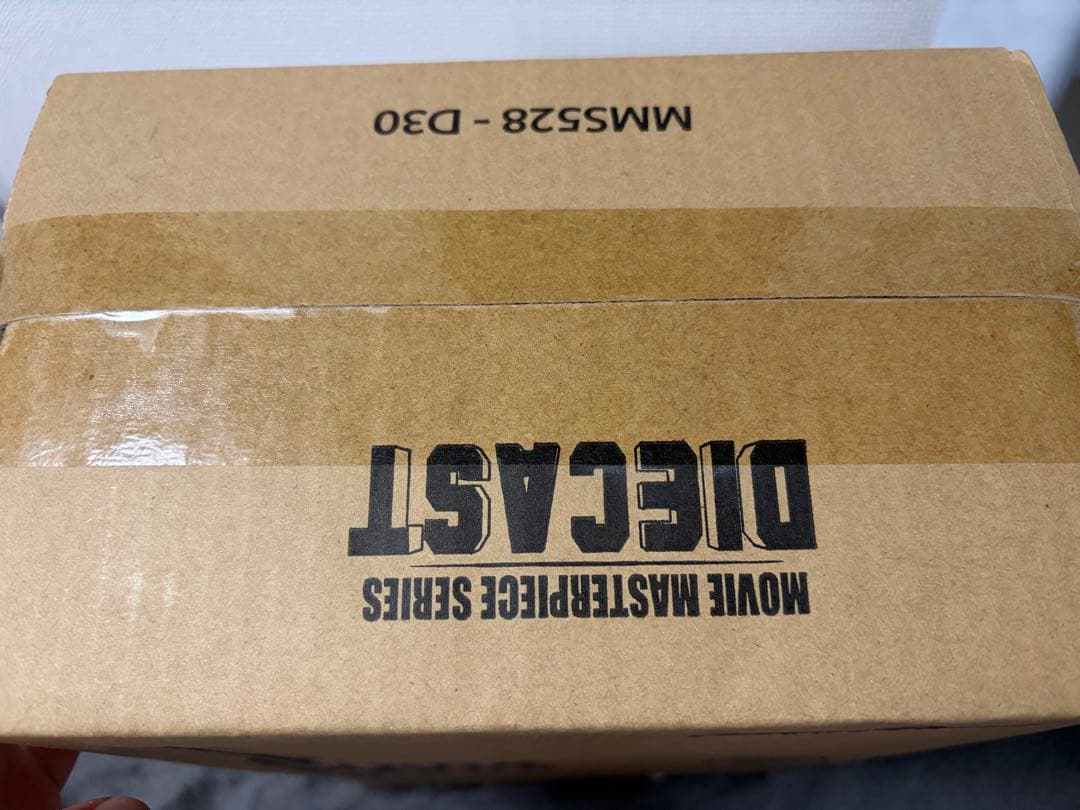 MOVIE MASTERPIECE SERIES
DIECAST
MMS528 - D30